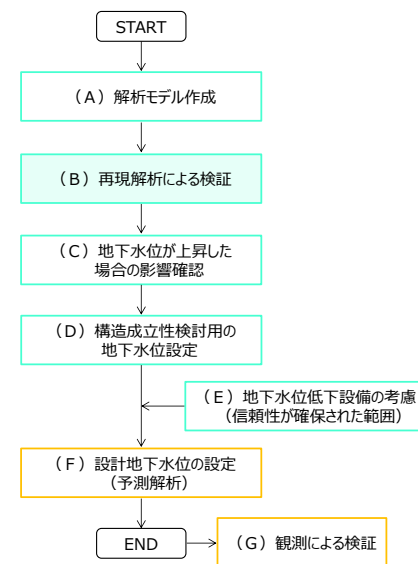 START
（A）解析モデル作成
（B）再現解析による検証
（C）地下水位が上昇した
場合の影響確認
（D）構造成立性検討用の
地下水位設定
（E）地下水位低下設備の考慮
（信頼性が確保された範囲）
（F）設計地下水位の設定
（予測解析）
END
（G）観測による検証